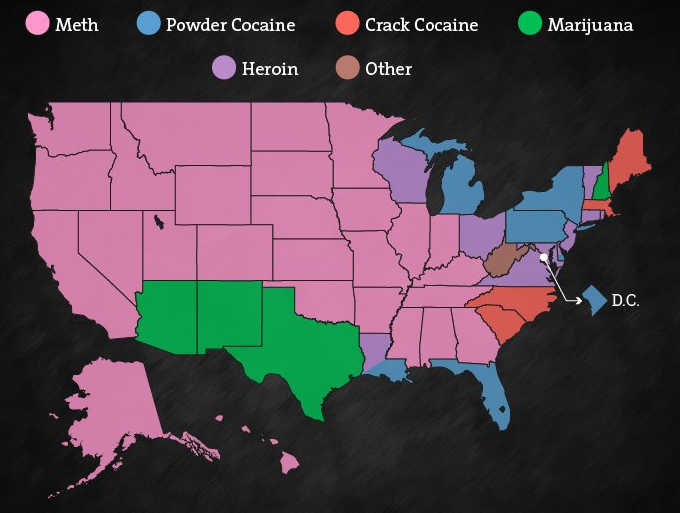 Meth Powder Cocaine Crack Cocaine Marijuana
Heroin Other
D.C.